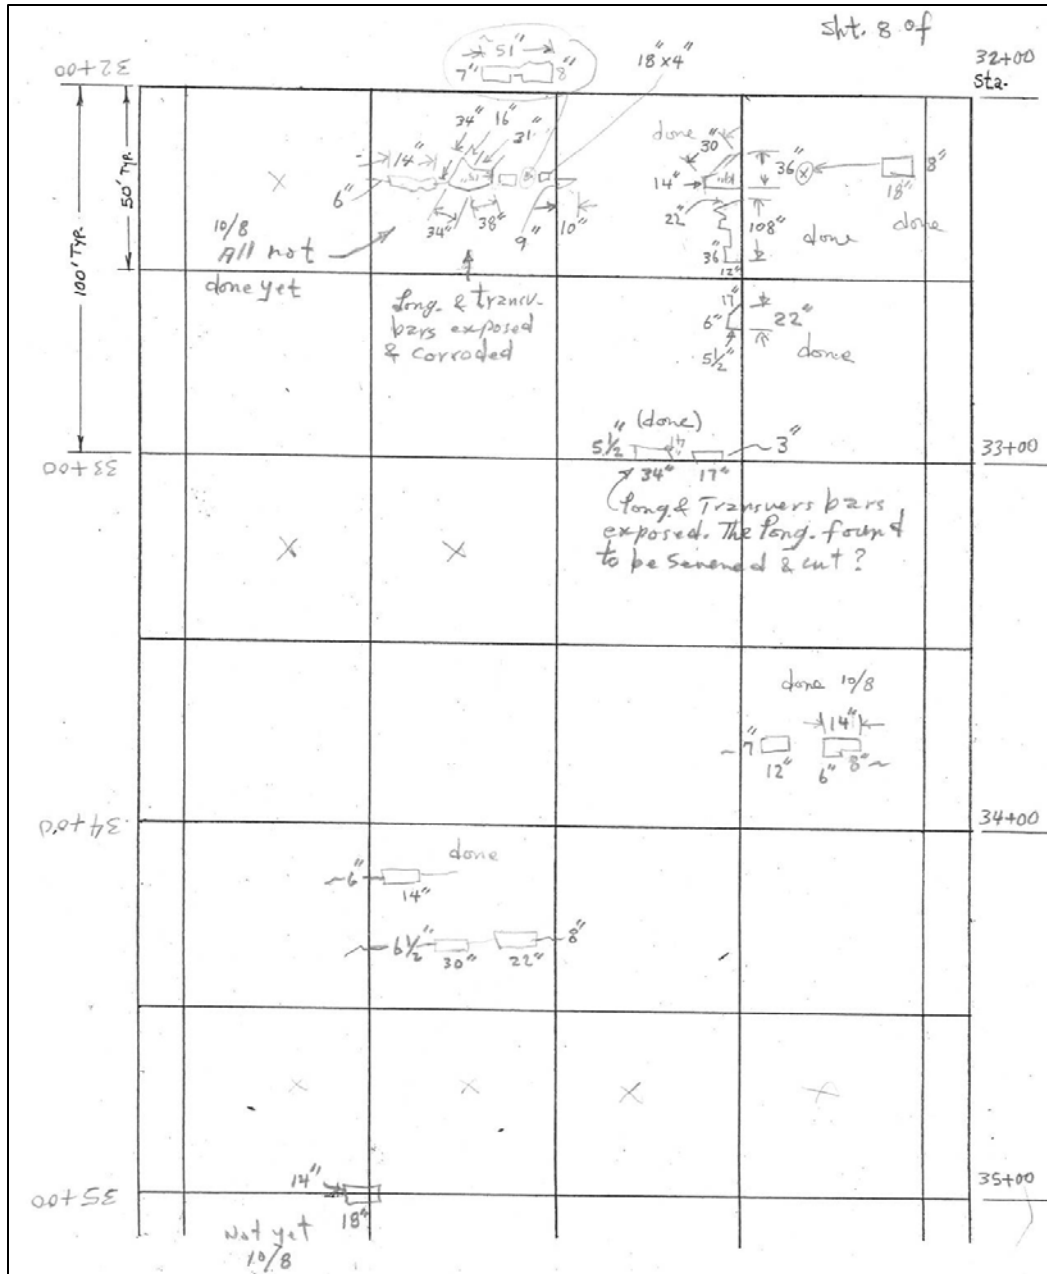 Sht. 8 of
32+00
32+00
Sta.
~51"
7"
8"
18"x4"
100' TYP.
50' TYP.
34"
16"
31"
14"
6"
34"
38"
9"
10"
10/8
All not
done yet
Long. & Transv.
bars exposed
& corroded
done
30"
14"
36"
8"
18"
done
22"
108"
done
36"
12"
17"
6"
22"
5½"
done
33+00
33+00
(done)
5½"
34"
17"
3"
Long. & Transvers bars
exposed. The Long. found
to be Severed & cut?
done 10/8
14"
~7"
12"
6"
8"~
34+00
34+00
done
~6"
14"
~6½"
30"
22"
8"
35+00
35+00
14"
18"
Not yet
10/8